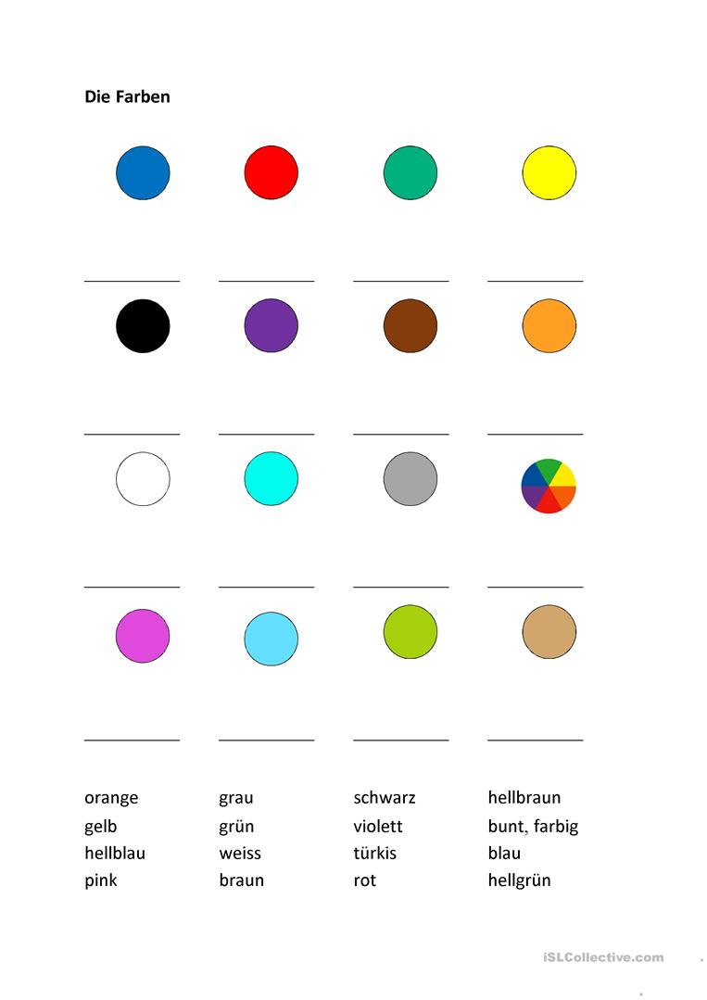 Die Farben
orange grau schwarz hellbraun
gelb grün violett bunt, farbig
hellblau weiss türkis blau
pink braun rot hellgrün
iSLCollective.com